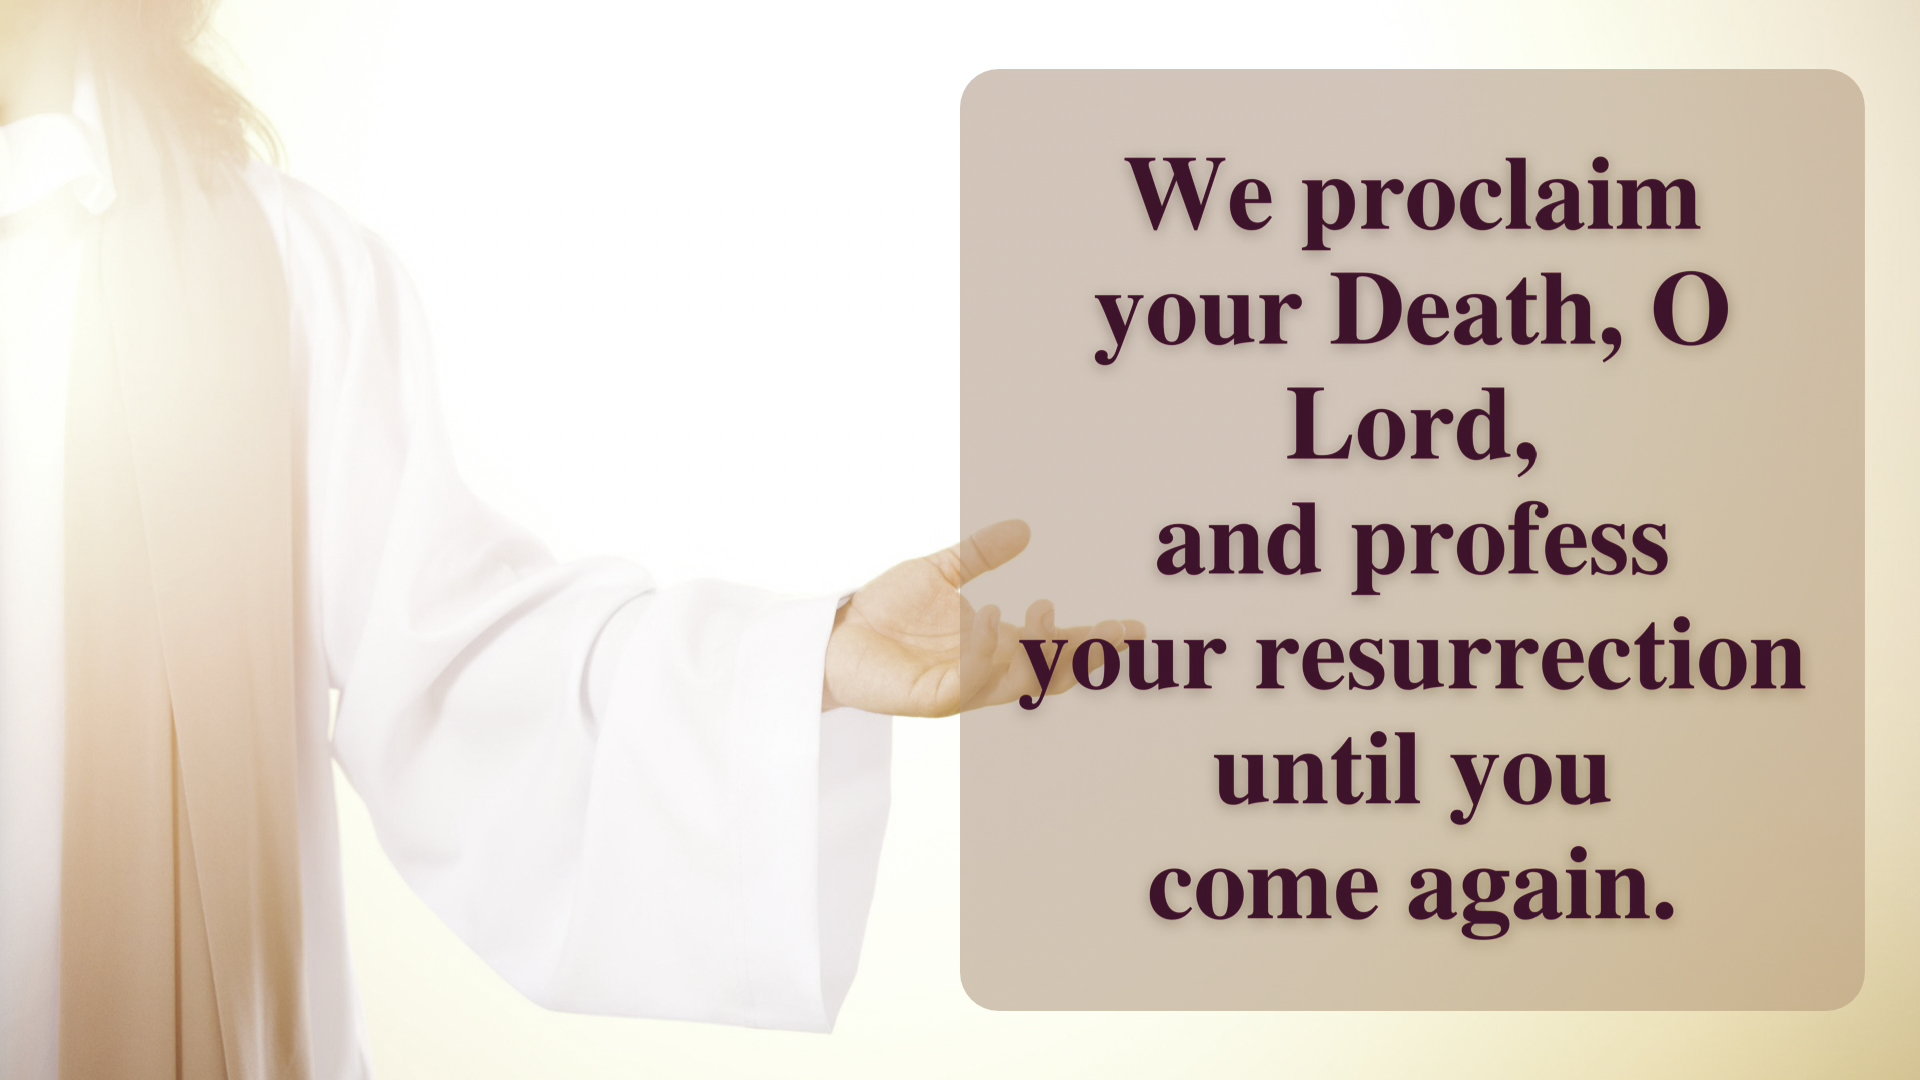 We proclaim
your Death, O
Lord,
and profess
your resurrection
until you
come again.